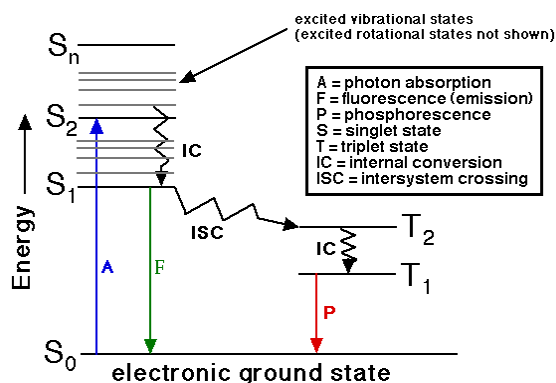 excited vibrational states
(excited rotational states not shown)
Sn
A = photon absorption
F = fluorescence (emission)
P = phosphorescence
S = singlet state
T = triplet state
IC = internal conversion
ISC = intersystem crossing
S2
IC
S1
ISC
T2
IC
T1
Energy
A
F
P
S0
electronic ground state